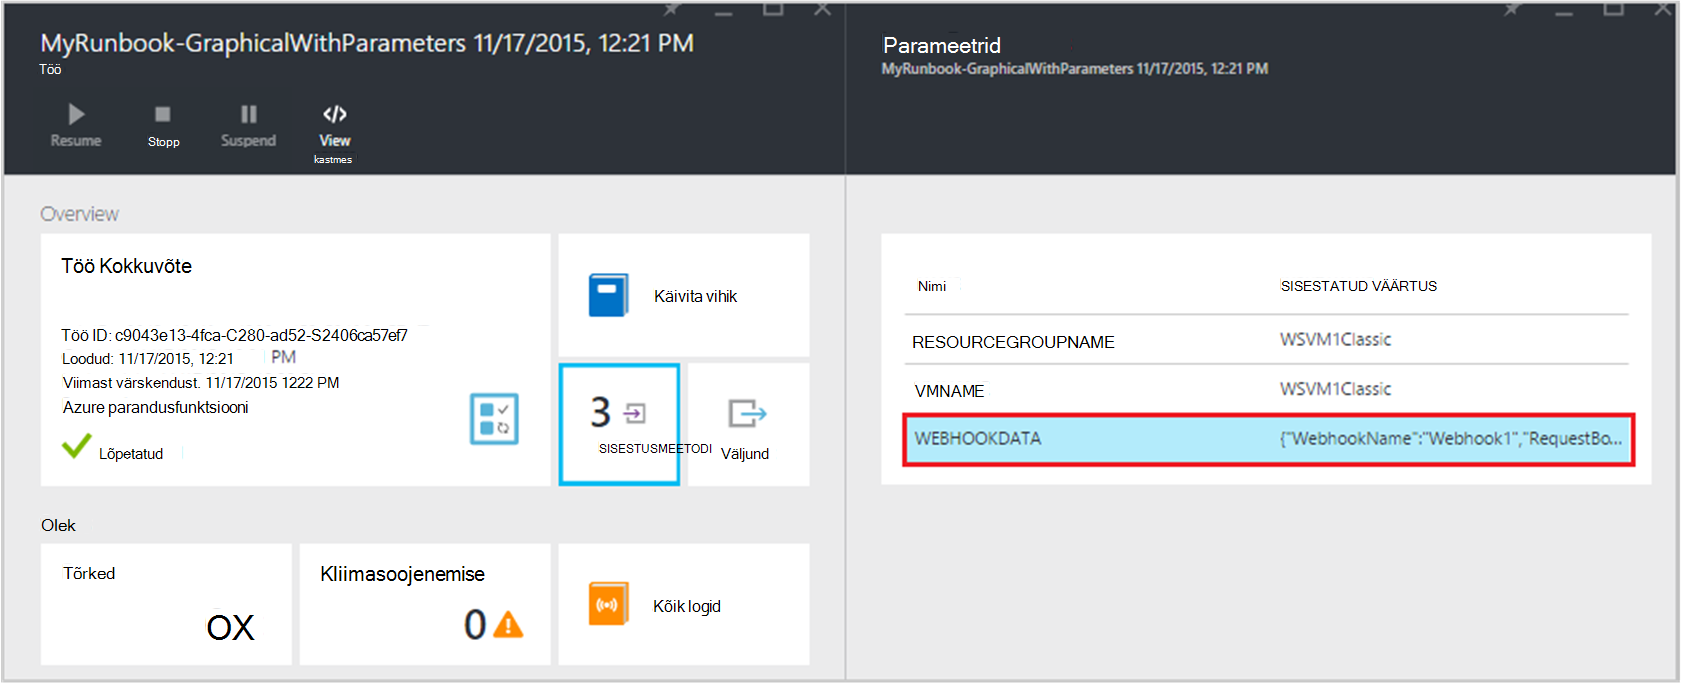 MyRunbook-GraphicalWithParameters 11/17/2015, 12:21 PM
Töö
Resume
Stopp
Suspend
View
kastmes
Overview
Töö Kokkuvõte
Töö ID: c9043e13-4fca-C280-ad52-S2406ca57ef7
Loodud: 11/17/2015, 12:21 PM
Viimast värskendust. 11/17/2015 1222 PM
Azure parandusfunktsiooni
Lõpetatud
Käivita vihik
3
SISESTUSMEETODI
Väljund
Olek
Tõrked
OX
Kliimasoojenemise
0
Kõik logid
Parameetrid
MyRunbook-GraphicalWithParameters 11/17/2015, 12:21 PM
Nimi SISESTATUD VÄÄRTUS
RESOURCEGROUPNAME WSVM1Classic
VMNAME WSVM1Classic
WEBHOOKDATA {"WebhookName":"Webhook1","RequestBo...